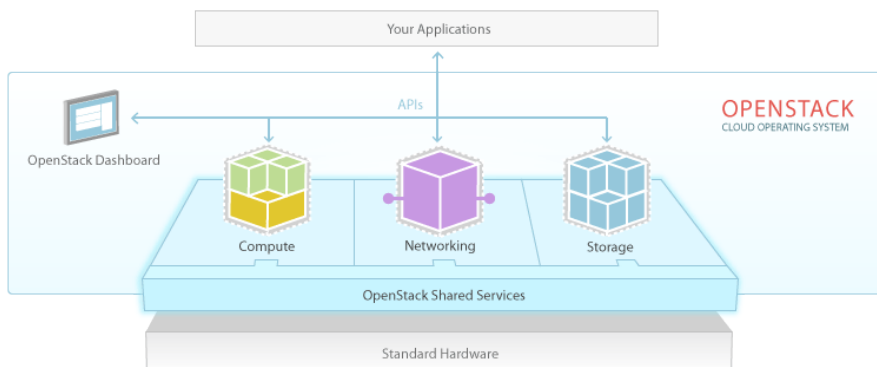 Your Applications
APIs
OPENSTACK
CLOUD OPERATING SYSTEM
OpenStack Dashboard
Compute
Networking
Storage
OpenStack Shared Services
Standard Hardware